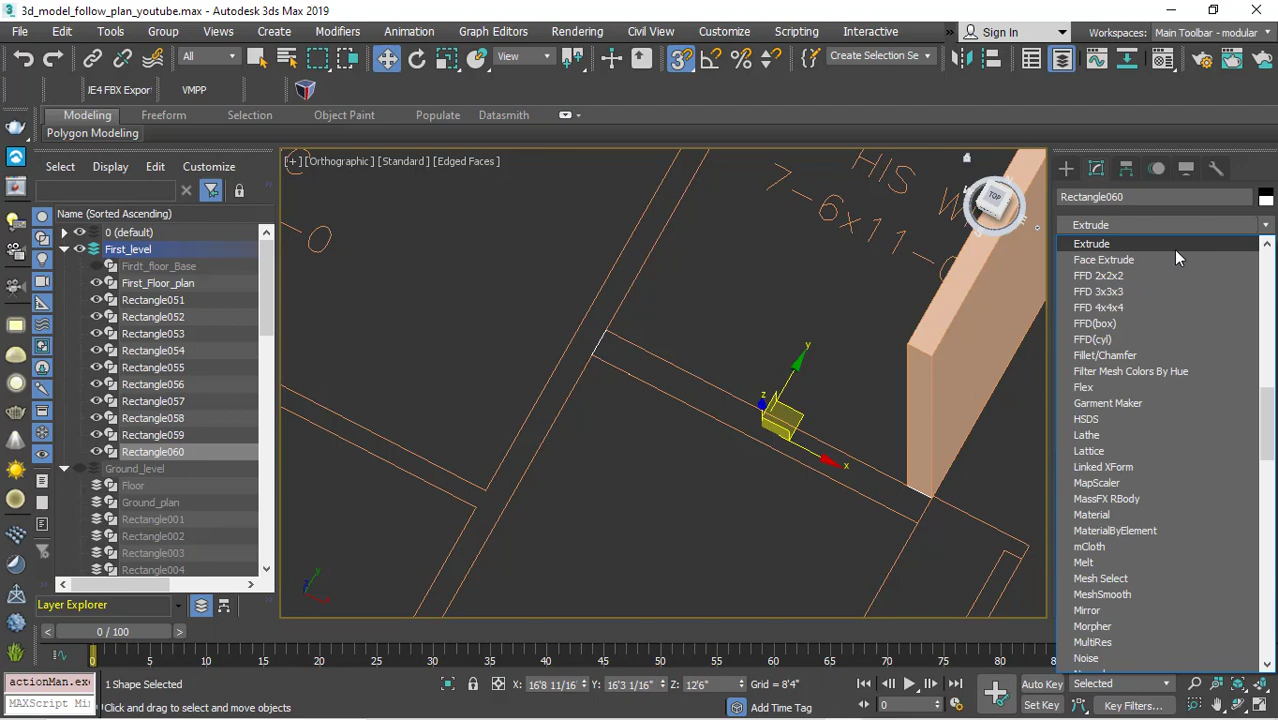 3d_model_follow_plan_youtube.max - Autodesk 3ds Max 2019
File Edit Tools Group Views Create Modifiers Animation Graph Editors Rendering Civil View Customize Scripting Interactive » Sign In Workspaces: Main Toolbar - modular
All View 3 % Create Selection Se
JE4 FBX Export VMPP
Modeling Freeform Selection Object Paint Populate Datasmith
Polygon Modeling
Select Display Edit Customize
Name (Sorted Ascending)
0 (default)
First_level
Firdt_floor_Base
First_Floor_plan
Rectangle051
Rectangle052
Rectangle053
Rectangle054
Rectangle055
Rectangle056
Rectangle057
Rectangle058
Rectangle059
Rectangle060
Ground_level
Floor
Ground_plan
Rectangle001
Rectangle002
Rectangle003
Rectangle004
Layer Explorer
[+] [Orthographic] [Standard] [Edged Faces]
HIS
7-6x11-
-0
TOP
z y x
Rectangle060
Extrude
Extrude
Face Extrude
FFD 2x2x2
FFD 3x3x3
FFD 4x4x4
FFD(box)
FFD(cyl)
Fillet/Chamfer
Filter Mesh Colors By Hue
Flex
Garment Maker
HSDS
Lathe
Lattice
Linked XForm
MapScaler
MassFX RBody
Material
MaterialByElement
mCloth
Melt
Mesh Select
MeshSmooth
Mirror
Morpher
MultiRes
Noise
< 0 / 100 >
0 5 10 15 20 25 30 35 40 45 50 55 60 65 70 75 80
actionMan.exe 1 Shape Selected X: 16'8 11/16" Y: 16'3 1/16" Z: 12'6" Grid = 8'4" Auto Key Selected
MAXScript Mi Click and drag to select and move objects Add Time Tag 0 Set Key Key Filters...